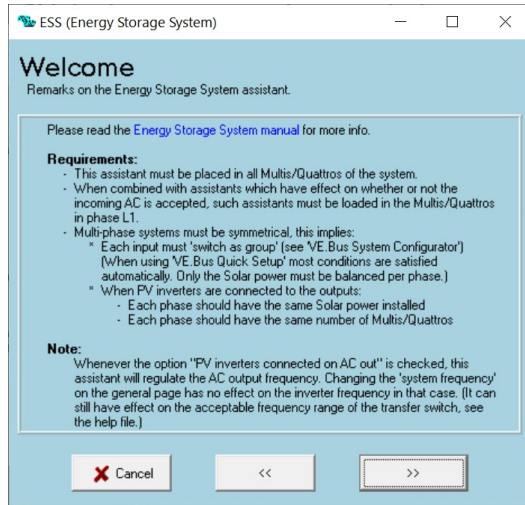 ESS (Energy Storage System)
Welcome
Remarks on the Energy Storage System assistant.
Please read the Energy Storage System manual for more info.
Requirements:
- This assistant must be placed in all Multis/Quattros of the system.
- When combined with assistants which have effect on whether or not the
incoming AC is accepted, such assistants must be loaded in the Multis/Quattros
in phase L1.
- Multi-phase systems must be symmetrical, this implies:
* Each input must 'switch as group' (see 'VE.Bus System Configurator')
(When using 'VE.Bus Quick Setup' most conditions are satisfied
automatically. Only the Solar power must be balanced per phase.)
* When PV inverters are connected to the outputs:
- Each phase should have the same Solar power installed
- Each phase should have the same number of Multis/Quattros
Note:
Whenever the option "PV inverters connected on AC out" is checked, this
assistant will regulate the AC output frequency. Changing the 'system frequency'
on the general page has no effect on the inverter frequency in that case. (It can
still have effect on the acceptable frequency range of the transfer switch, see
the help file.)
Cancel
<<
>>